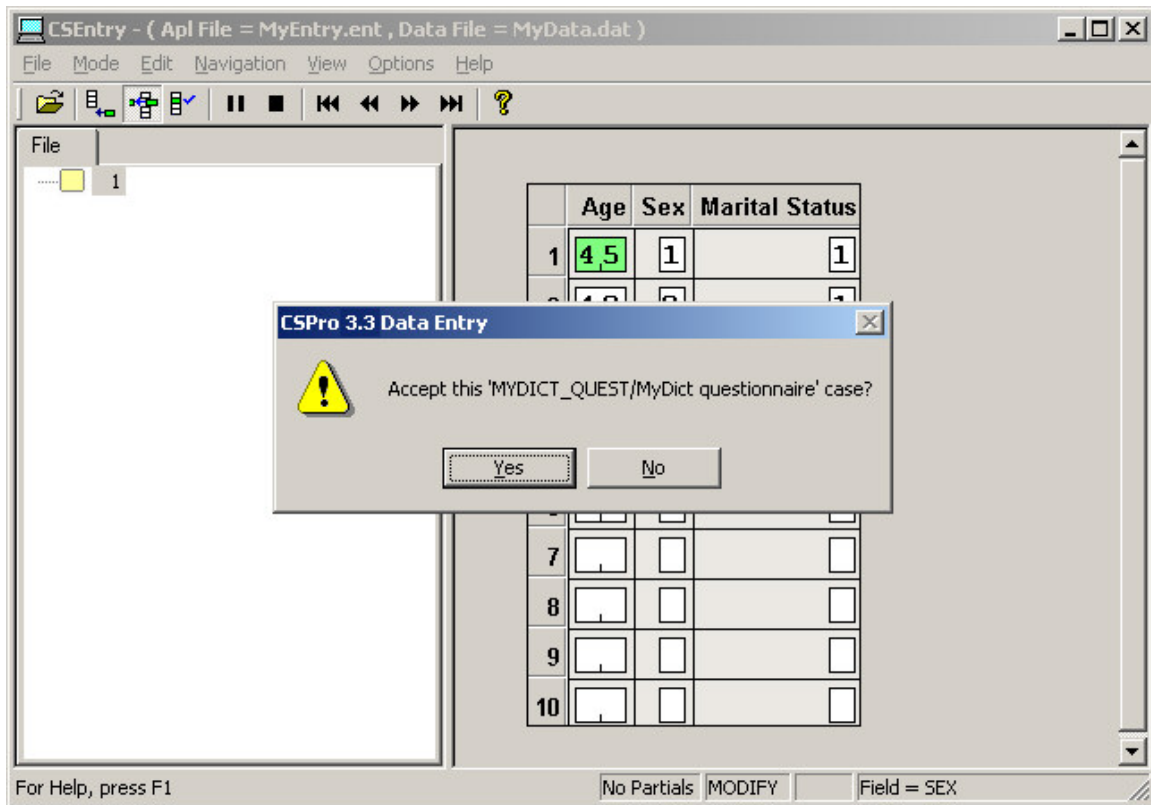 CSEntry - ( Apl File = MyEntry.ent , Data File = MyData.dat )
File Mode Edit Navigation View Options Help
File
1
Age Sex Marital Status
1 4 5 1 1
CSPro 3.3 Data Entry
Accept this 'MYDICT_QUEST/MyDict questionnaire' case?
Yes No
7
8
9
10
For Help, press F1 No Partials MODIFY Field = SEX